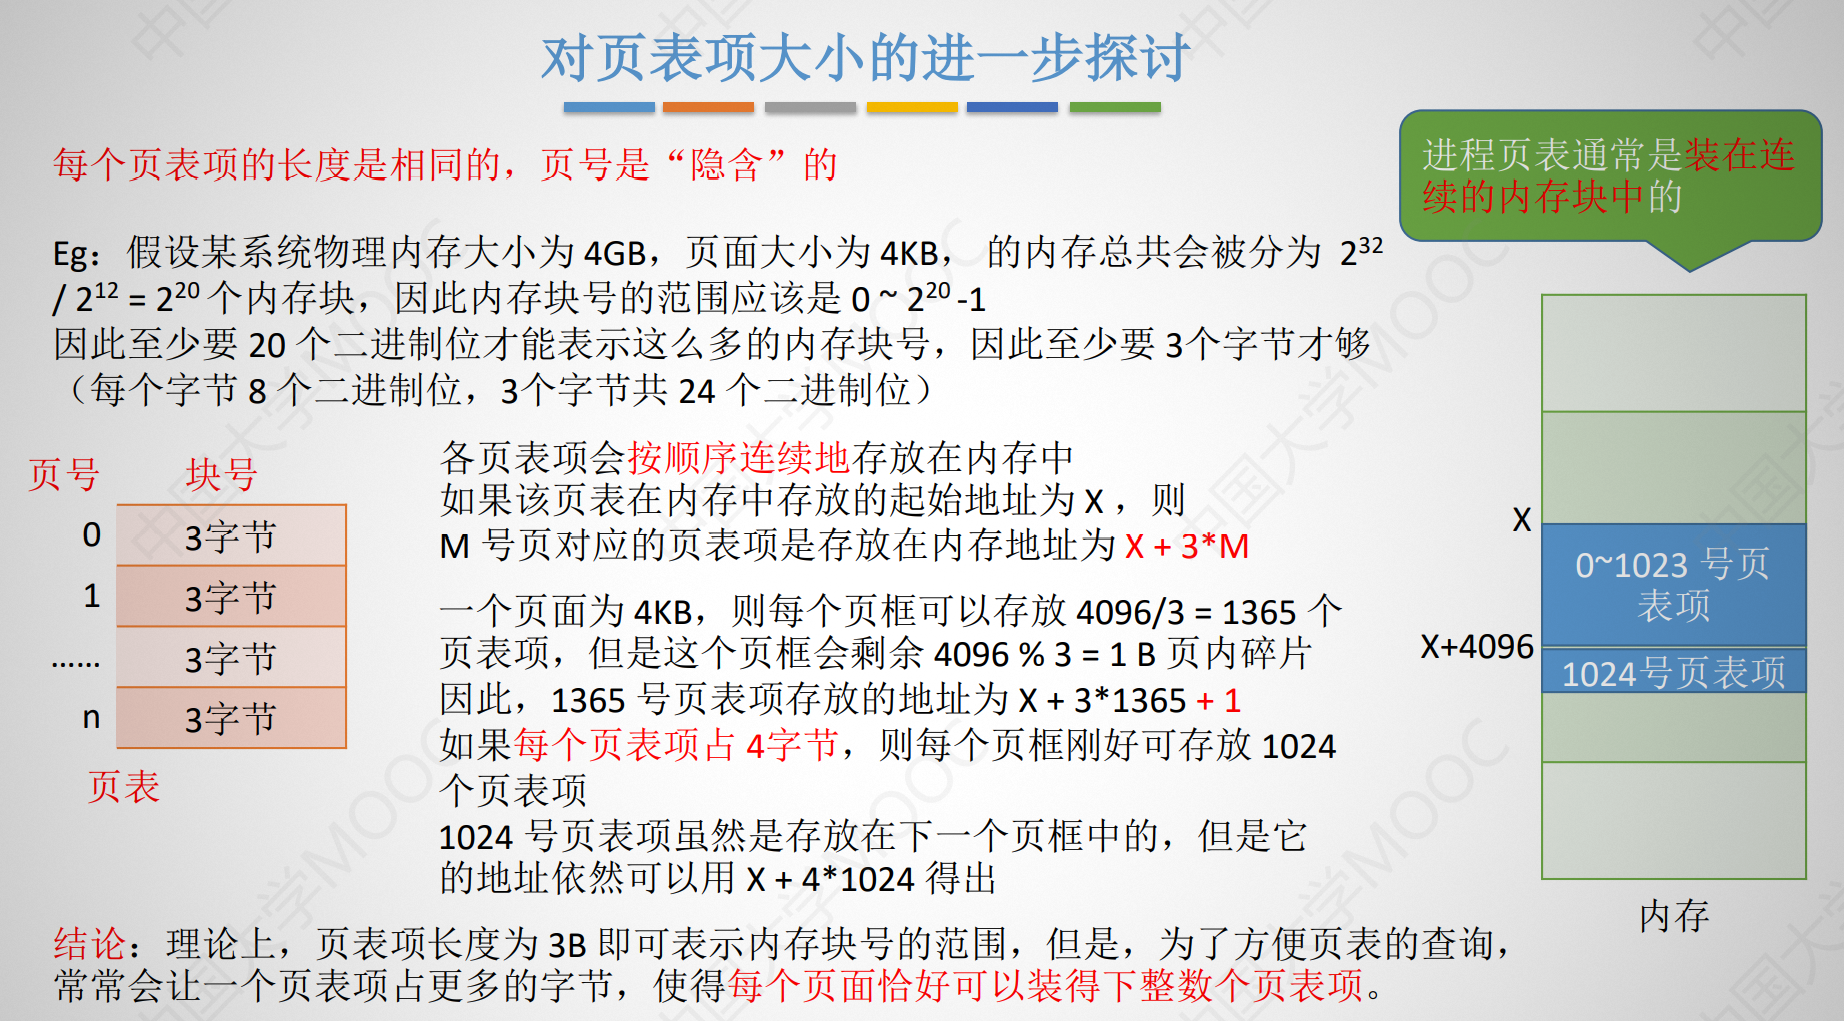 对页表项大小的进一步探讨
每个页表项的长度是相同的，页号是“隐含”的
进程页表通常是装在连
续的内存块中的
Eg：假设某系统物理内存大小为 4GB，页面大小为 4KB，的内存总共会被分为 2³²
/ 2¹² = 2²⁰ 个内存块，因此内存块号的范围应该是 0 ~ 2²⁰ -1
因此至少要 20 个二进制位才能表示这么多的内存块号，因此至少要 3个字节才够
（每个字节 8 个二进制位，3个字节共 24 个二进制位）
页号 块号
0 3字节
1 3字节
…… 3字节
n 3字节
页表
各页表项会按顺序连续地存放在内存中
如果该页表在内存中存放的起始地址为 X ，则
M 号页对应的页表项是存放在内存地址为 X + 3*M
一个页面为 4KB，则每个页框可以存放 4096/3 = 1365 个
页表项，但是这个页框会剩余 4096 % 3 = 1 B 页内碎片
因此，1365 号页表项存放的地址为 X + 3*1365 + 1
如果每个页表项占 4字节，则每个页框刚好可存放 1024
个页表项
1024 号页表项虽然是存放在下一个页框中的，但是它
的地址依然可以用 X + 4*1024 得出
X
0~1023 号页
表项
X+4096
1024号页表项
内存
结论：理论上，页表项长度为 3B 即可表示内存块号的范围，但是，为了方便页表的查询，
常常会让一个页表项占更多的字节，使得每个页面恰好可以装得下整数个页表项。
中国大学MOOC